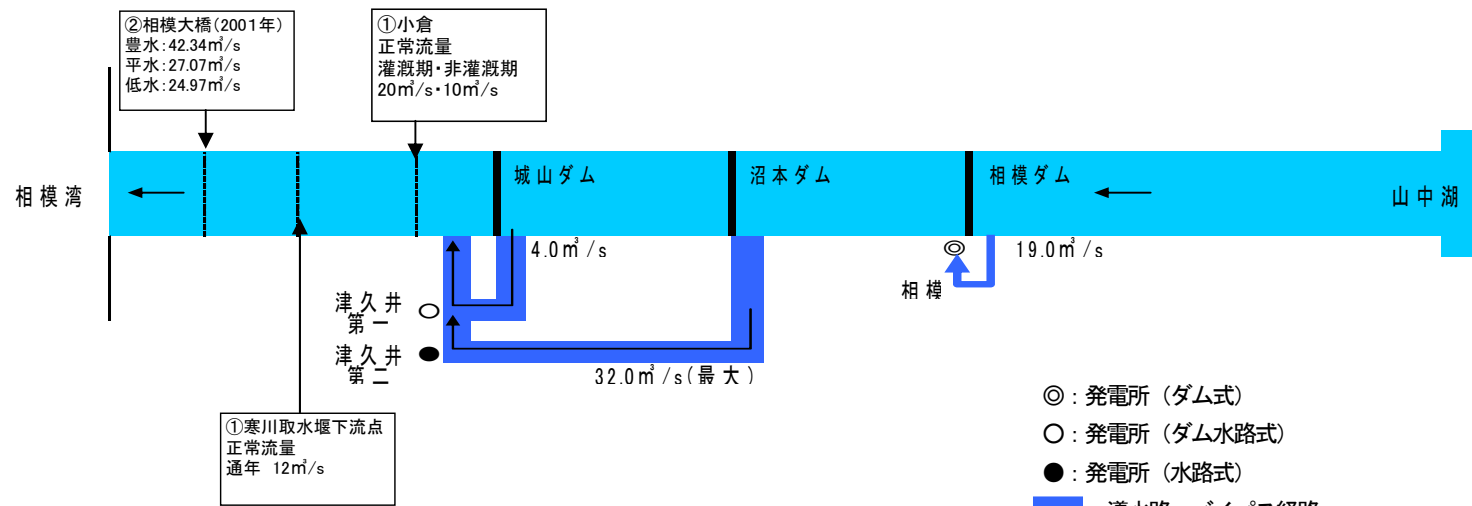 ②相模大橋(2001年)
豊水:42.34㎥/s
平水:27.07㎥/s
低水:24.97㎥/s
①小倉
正常流量
灌漑期・非灌漑期
20㎥/s・10㎥/s
相模湾
城山ダム
沼本ダム
相模ダム
山中湖
4.0㎥/s
19.0㎥/s
相模
津久井
第一
津久井
第二
32.0㎥/s(最大)
①寒川取水堰下流点
正常流量
通年 12㎥/s
◎:発電所(ダム式)
○:発電所(ダム水路式)
●:発電所(水路式)